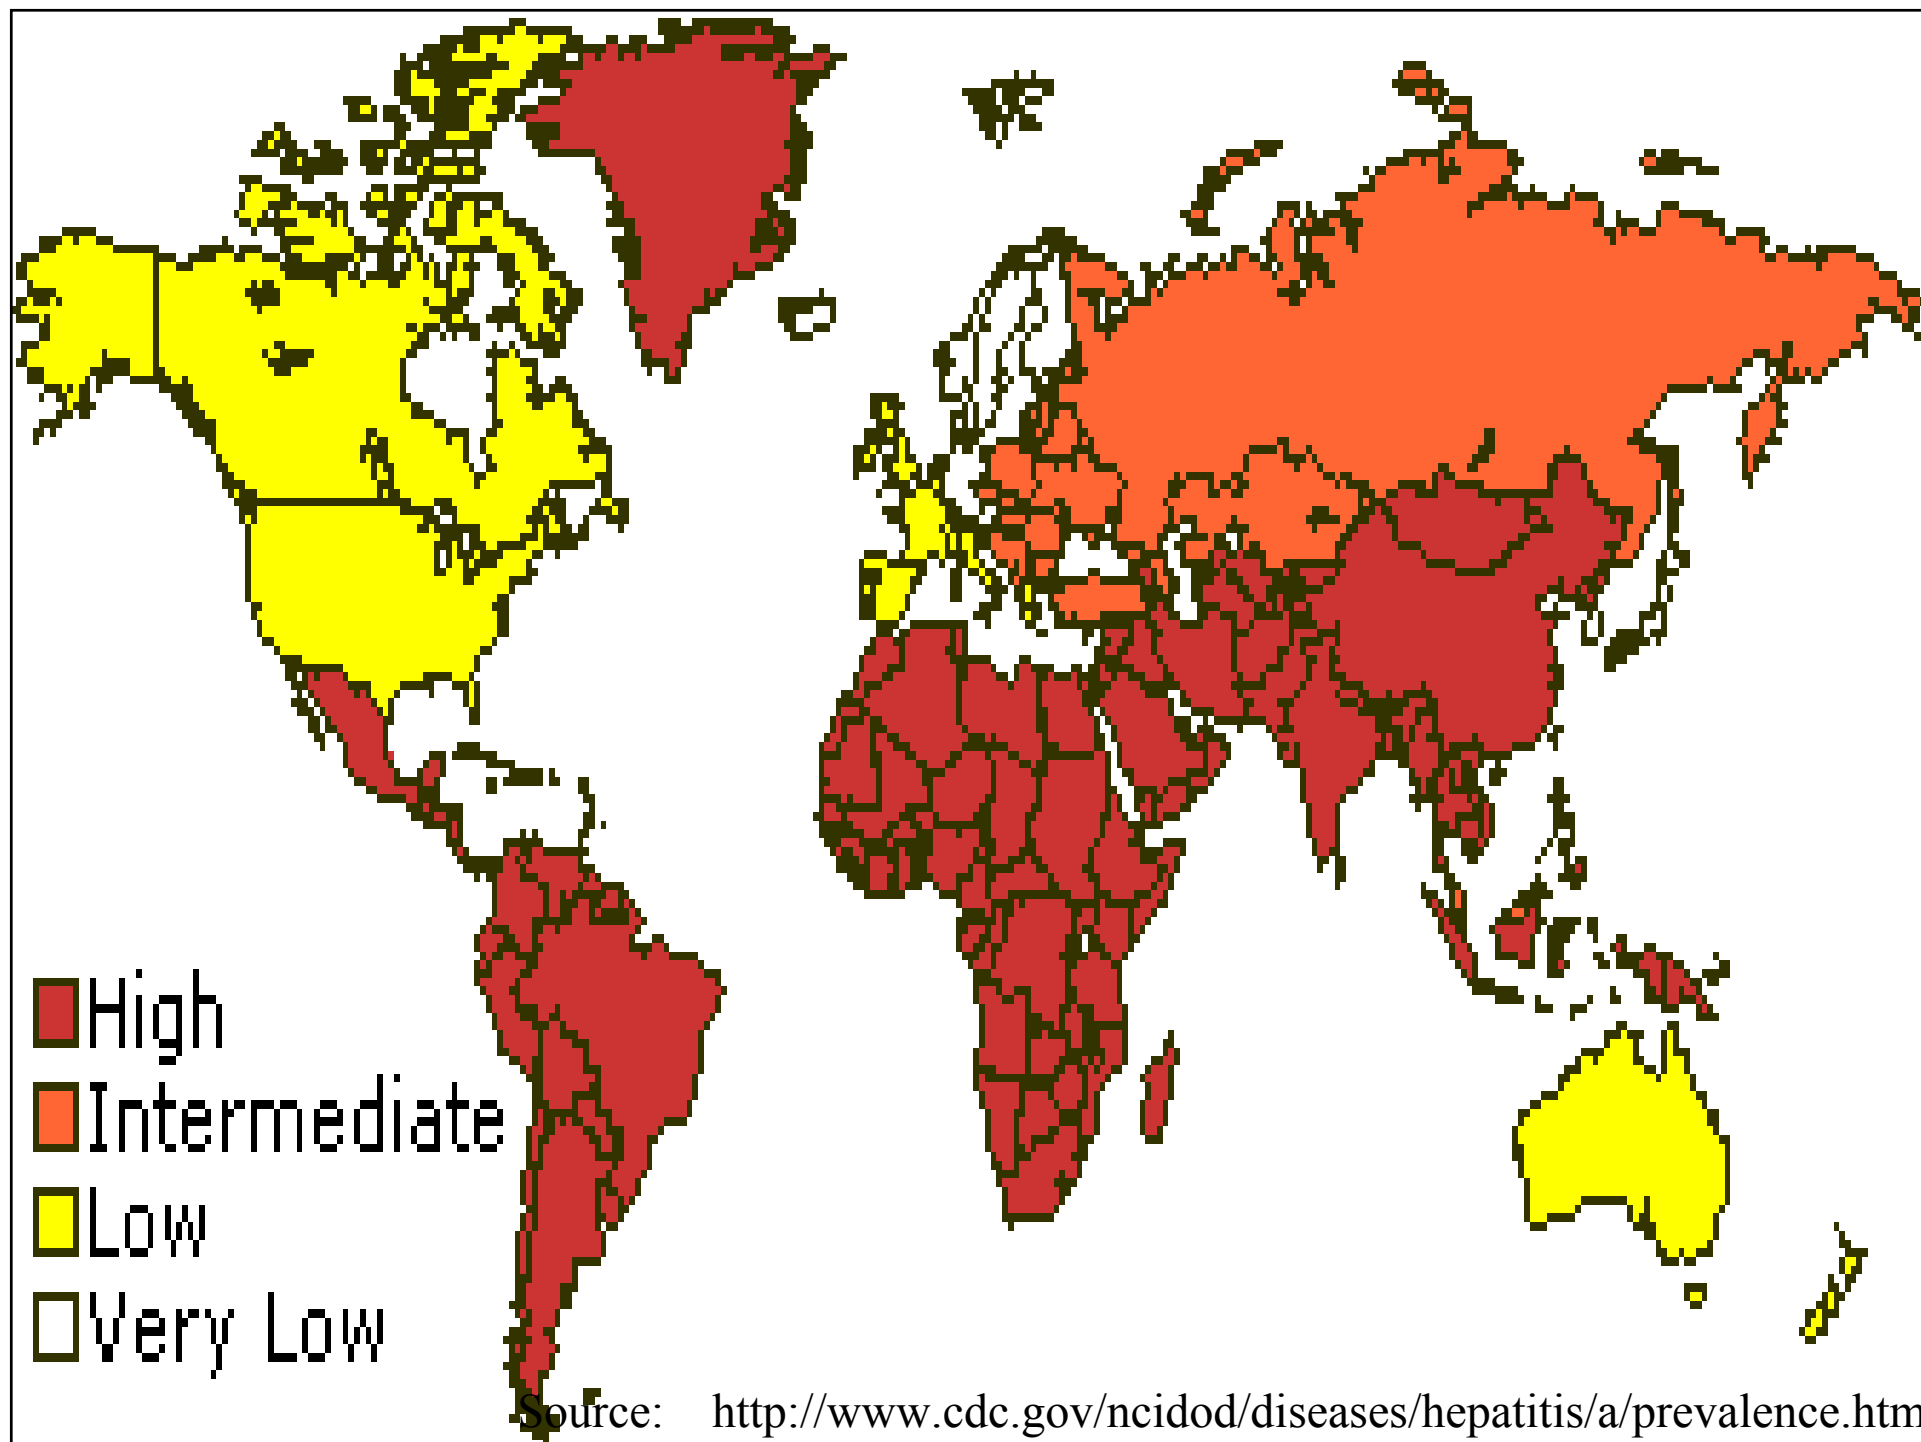 High
Intermediate
Low
Very Low
Source: http://www.cdc.gov/ncidod/diseases/hepatitis/a/prevalence.htm